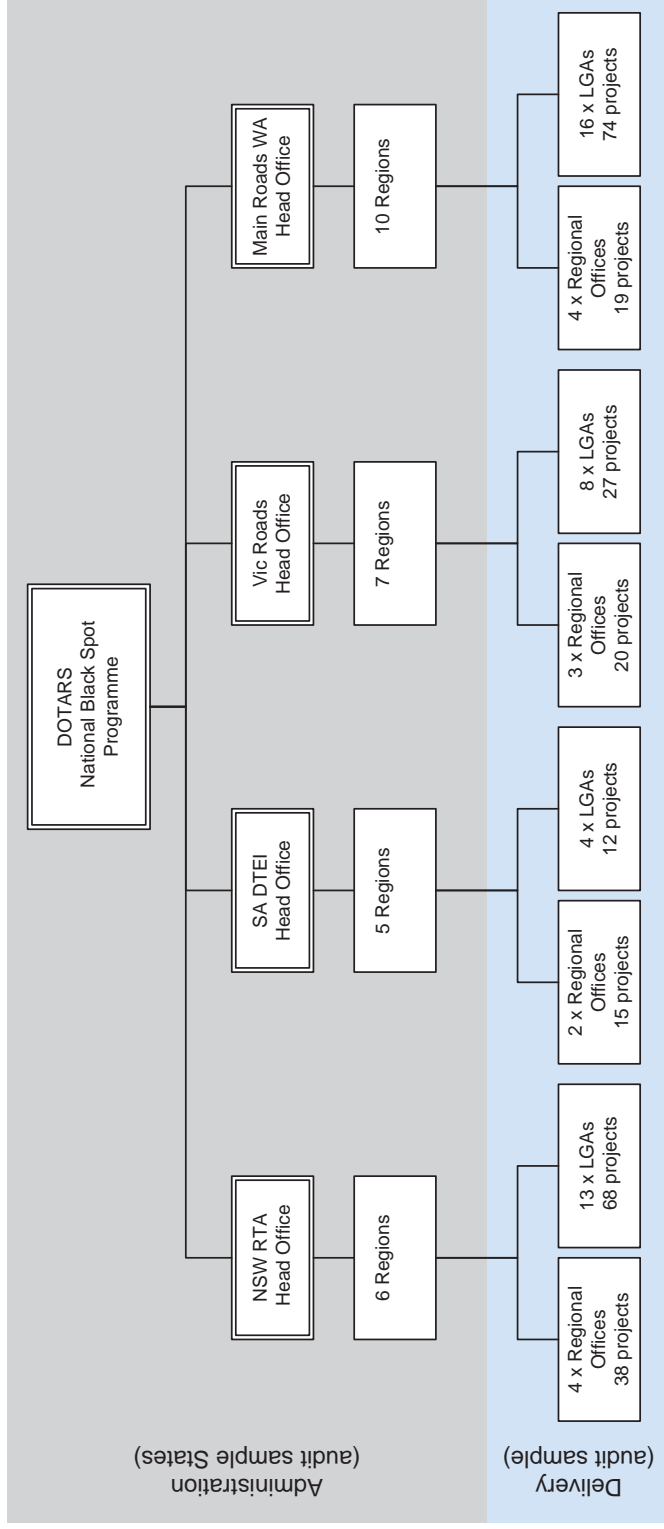 DOTARS
National Black Spot
Programme
Administration
(audit sample States)
NSW RTA
Head Office
SA DTEI
Head Office
Vic Roads
Head Office
Main Roads WA
Head Office
6 Regions
5 Regions
7 Regions
10 Regions
Delivery
(audit sample)
4 x Regional
Offices
38 projects
13 x LGAs
68 projects
2 x Regional
Offices
15 projects
4 x LGAs
12 projects
3 x Regional
Offices
20 projects
8 x LGAs
27 projects
4 x Regional
Offices
19 projects
16 x LGAs
74 projects